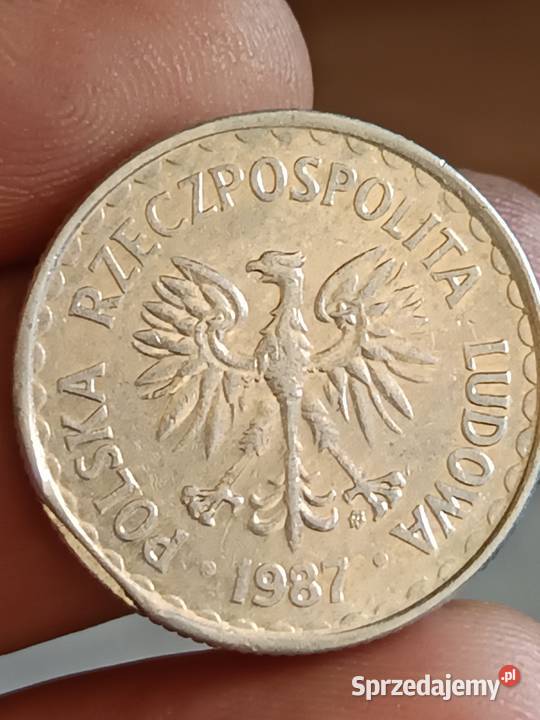 POLSKA RZECZPOSPOLITA LUDOWA
· 1987 ·
Sprzedajemy.pl